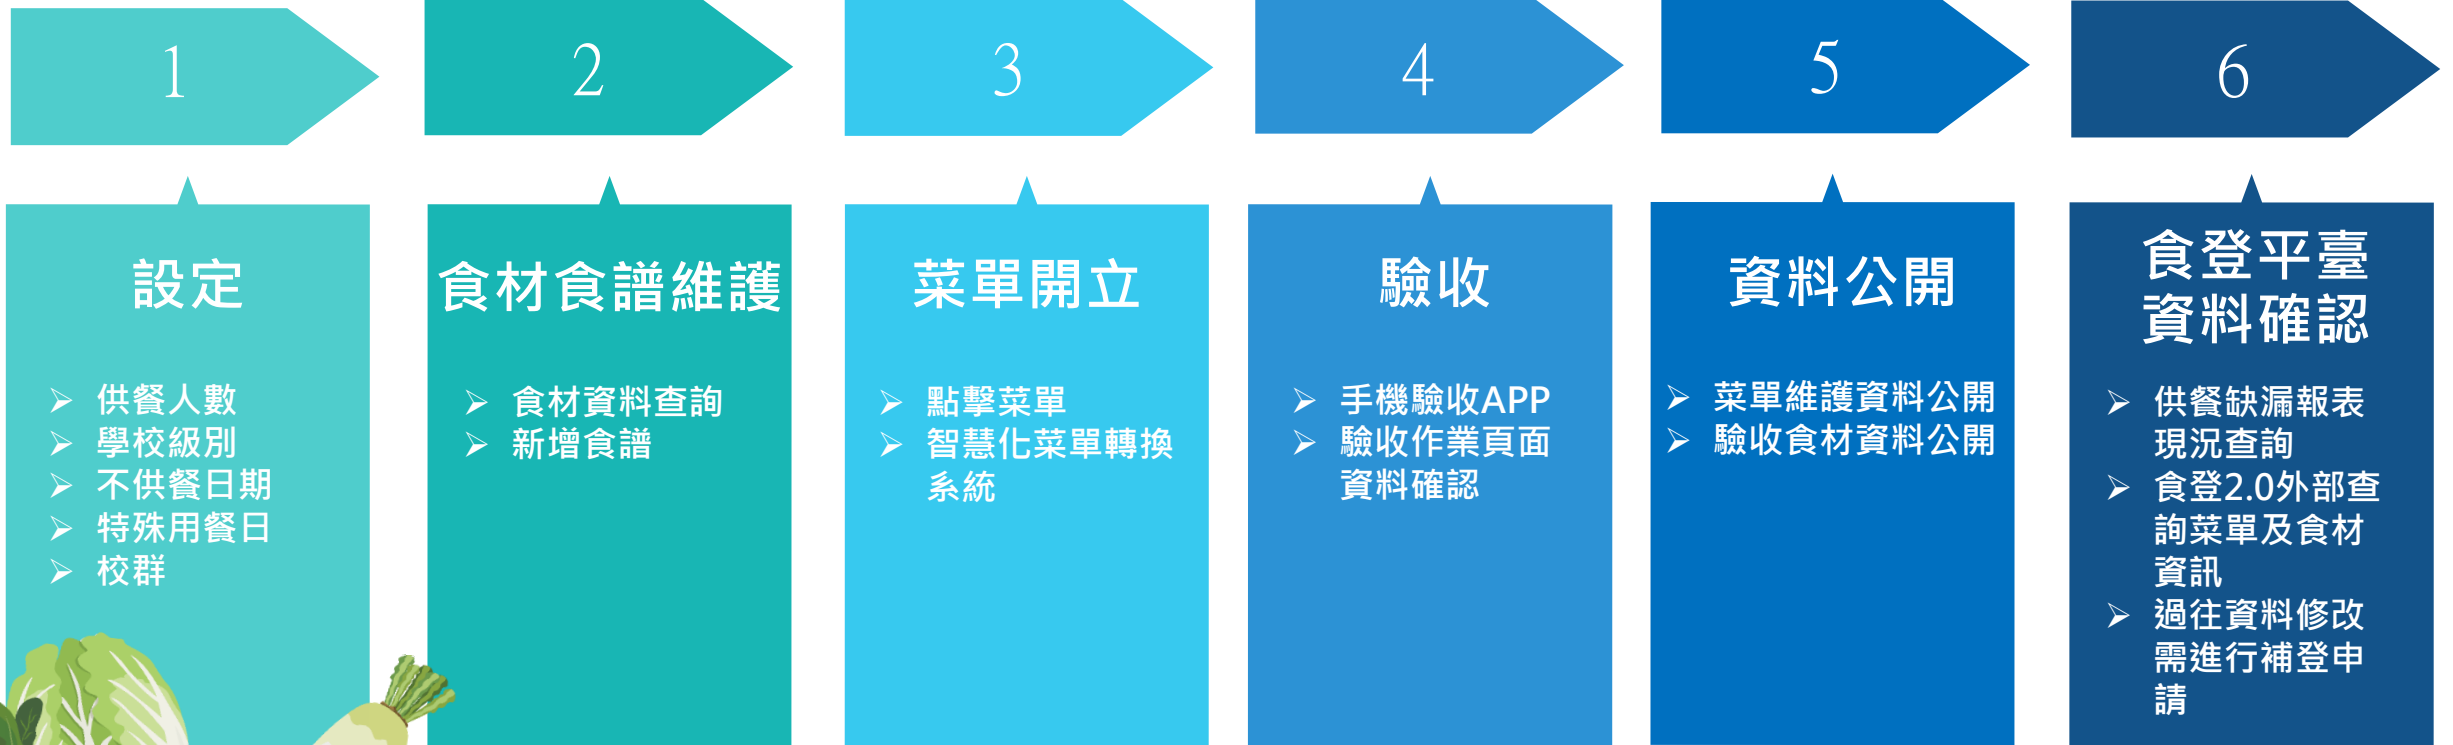 1
設定
供餐人數
學校級別
不供餐日期
特殊用餐日
校群
2
食材食譜維護
食材資料查詢
新增食譜
3
菜單開立
點擊菜單
智慧化菜單轉換
系統
4
驗收
手機驗收APP
驗收作業頁面
資料確認
5
資料公開
菜單維護資料公開
驗收食材資料公開
6
食登平臺
資料確認
供餐缺漏報表
現況查詢
食登2.0外部查
詢菜單及食材
資訊
過往資料修改
需進行補登申
請